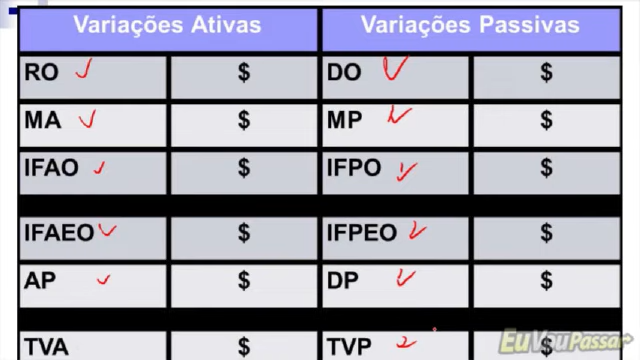 Variações Ativas Variações Passivas
RO $ DO $
MA $ MP $
IFAO $ IFPO $
IFAEO $ IFPEO $
AP $ DP $
TVA $ TVP $
EuVouPassar